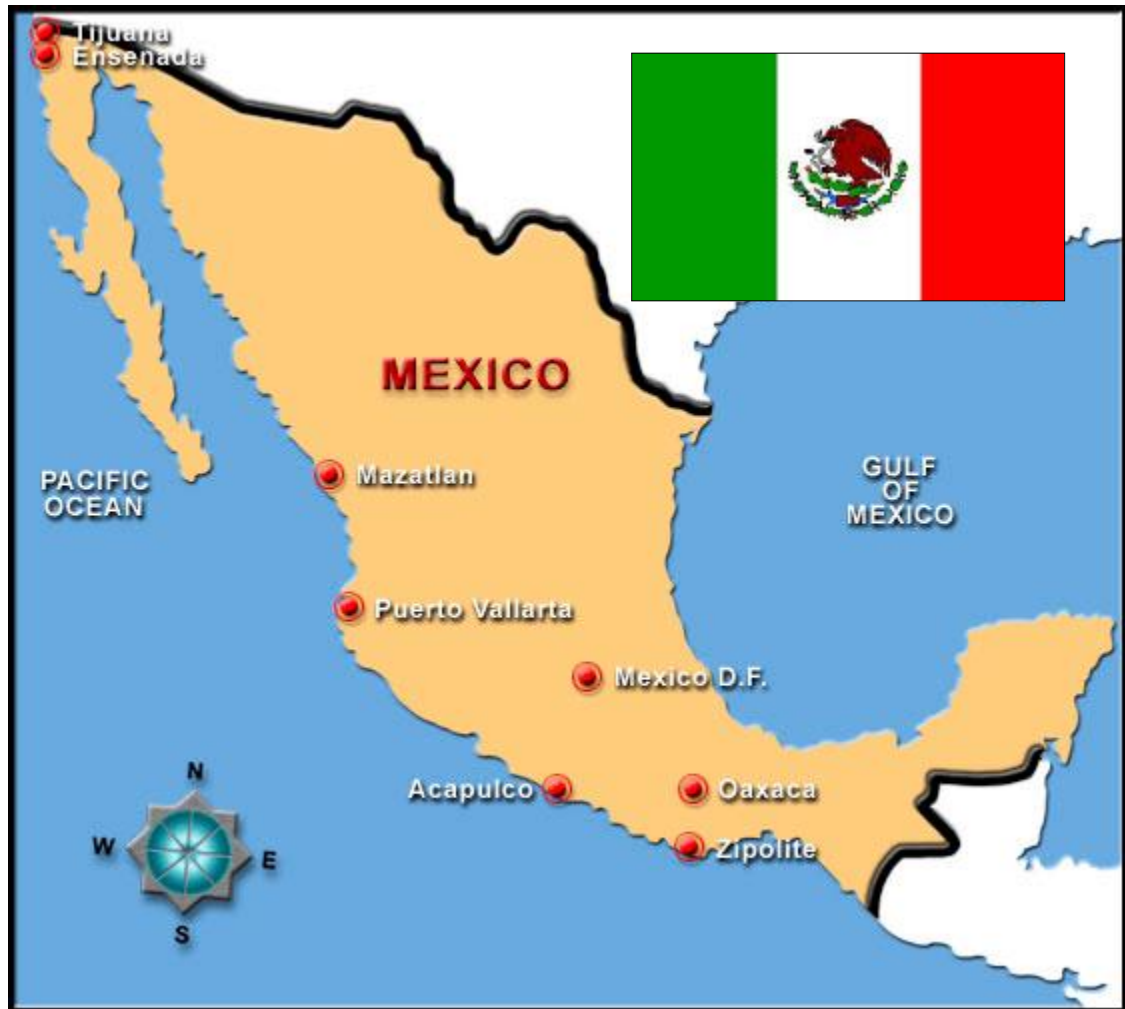 Tijuana
Ensenada
MEXICO
Mazatlan
PACIFIC
OCEAN
GULF
OF
MEXICO
Puerto Vallarta
Mexico D.F.
Acapulco
Oaxaca
Zipolite
N
W
E
S